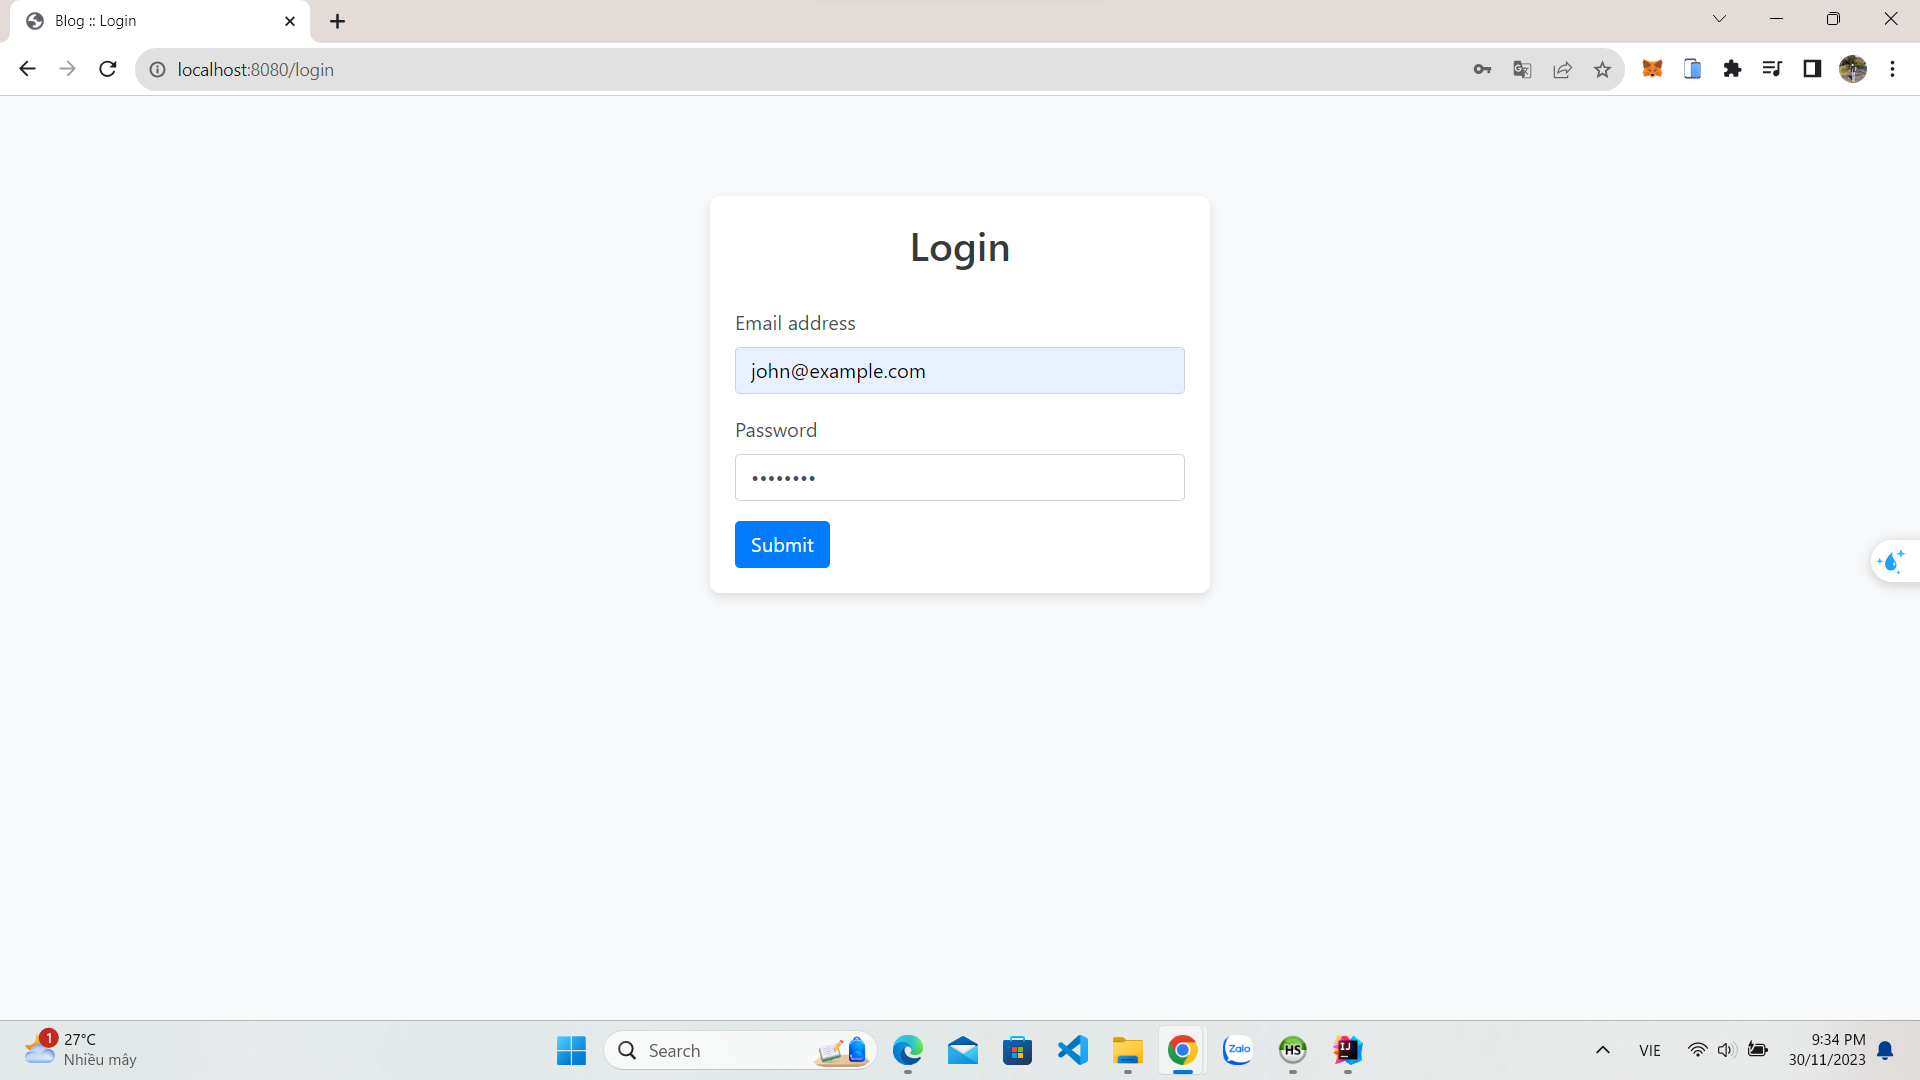 Blog :: Login
localhost:8080/login
Login
Email address
john@example.com
Password
••••••••
Submit
1
27°C
Nhiều mây
Search
Zalo
HS
IJ
VIE
9:34 PM
30/11/2023